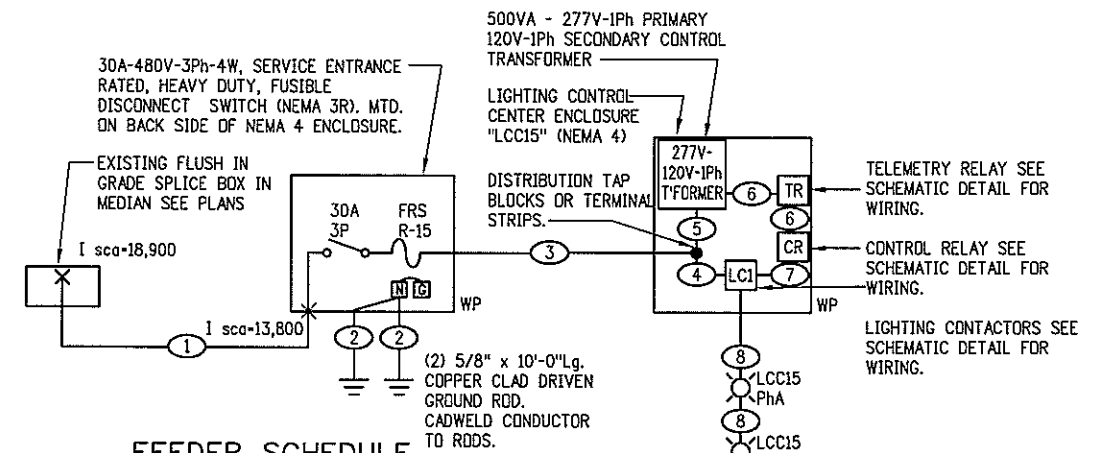 500VA - 277V-1Ph PRIMARY
120V-1Ph SECONDARY CONTROL
TRANSFORMER
30A-480V-3Ph-4W, SERVICE ENTRANCE
RATED, HEAVY DUTY, FUSIBLE
DISCONNECT SWITCH (NEMA 3R). MTD.
ON BACK SIDE OF NEMA 4 ENCLOSURE.
LIGHTING CONTROL
CENTER ENCLOSURE
"LCC15" (NEMA 4)
EXISTING FLUSH IN
GRADE SPLICE BOX IN
MEDIAN SEE PLANS
I sca=18,900
30A
3P
FRS
R-15
N G
WP
I sca=13,800
1
2
2
3
(2) 5/8" x 10'-0"Lg.
COPPER CLAD DRIVEN
GROUND ROD.
CADWELD CONDUCTOR
TO RODS.
DISTRIBUTION TAP
BLOCKS OR TERMINAL
STRIPS.
277V-
120V-1Ph
T'FORMER
6
TR
6
5
CR
4
LC1
7
WP
TELEMETRY RELAY SEE
SCHEMATIC DETAIL FOR
WIRING.
CONTROL RELAY SEE
SCHEMATIC DETAIL FOR
WIRING.
LIGHTING CONTACTORS SEE
SCHEMATIC DETAIL FOR
WIRING.
8
LCC15
PhA
8
LCC15
FEEDER SCHEDULE